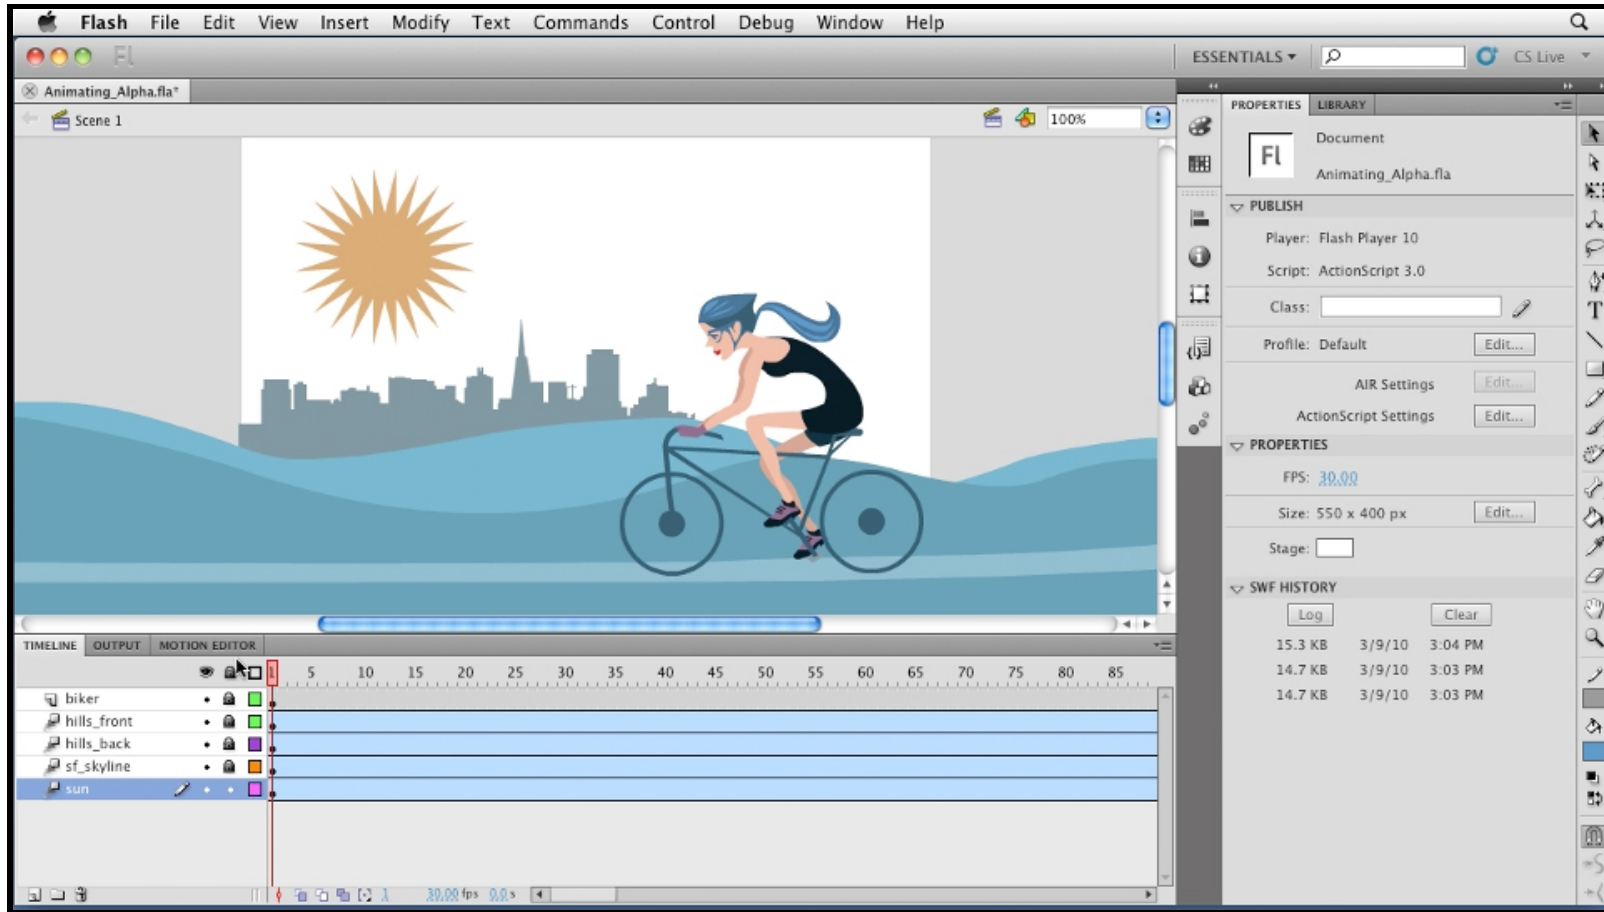 Flash File Edit View Insert Modify Text Commands Control Debug Window Help
Fl ESSENTIALS CS Live
Animating_Alpha.fla*
Scene 1 100%
PROPERTIES LIBRARY
Fl
Document
Animating_Alpha.fla
PUBLISH
Player: Flash Player 10
Script: ActionScript 3.0
Class:
Profile: Default Edit...
AIR Settings Edit...
ActionScript Settings Edit...
PROPERTIES
FPS: 30.00
Size: 550 x 400 px Edit...
Stage:
SWF HISTORY
Log Clear
15.3 KB 3/9/10 3:04 PM
14.7 KB 3/9/10 3:03 PM
14.7 KB 3/9/10 3:03 PM
TIMELINE OUTPUT MOTION EDITOR
1 5 10 15 20 25 30 35 40 45 50 55 60 65 70 75 80 85
biker
hills_front
hills_back
sf_skyline
sun
1 30.00 fps 0.0 s